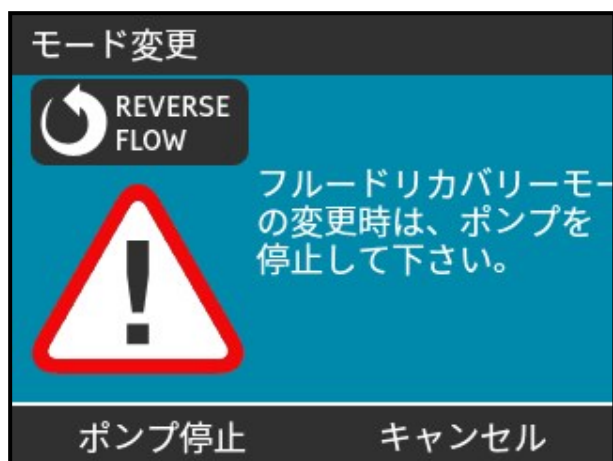 モード変更
REVERSE
FLOW
フルードリカバリーモー
の変更時は、ポンプを
停止して下さい。
ポンプ停止 キャンセル